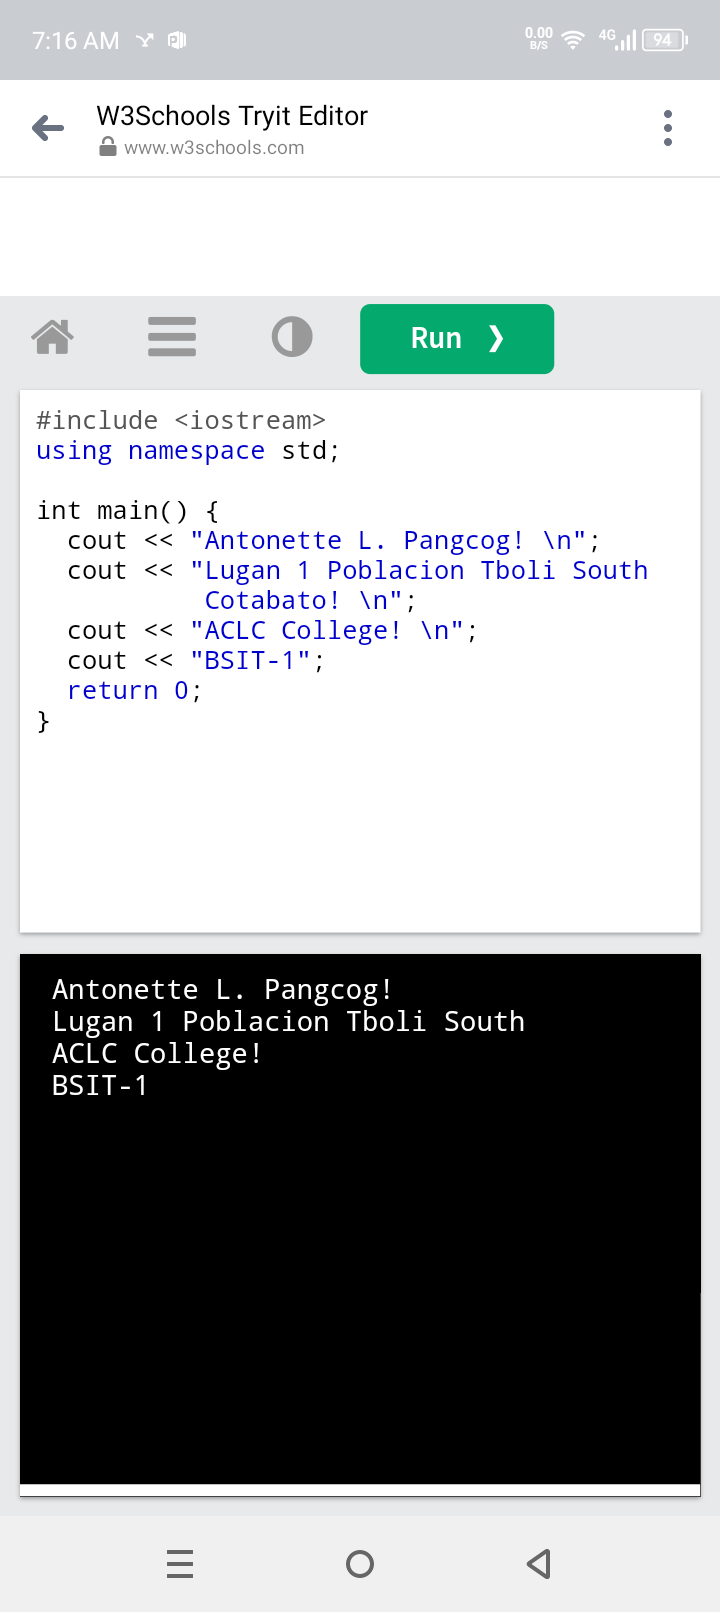 7:16 AM
0.00 B/S 4G 94
W3Schools Tryit Editor
www.w3schools.com
Run ❯
#include <iostream>
using namespace std;
int main() {
cout << "Antonette L. Pangcog! \n";
cout << "Lugan 1 Poblacion Tboli South
Cotabato! \n";
cout << "ACLC College! \n";
cout << "BSIT-1";
return 0;
}
Antonette L. Pangcog!
Lugan 1 Poblacion Tboli South
ACLC College!
BSIT-1